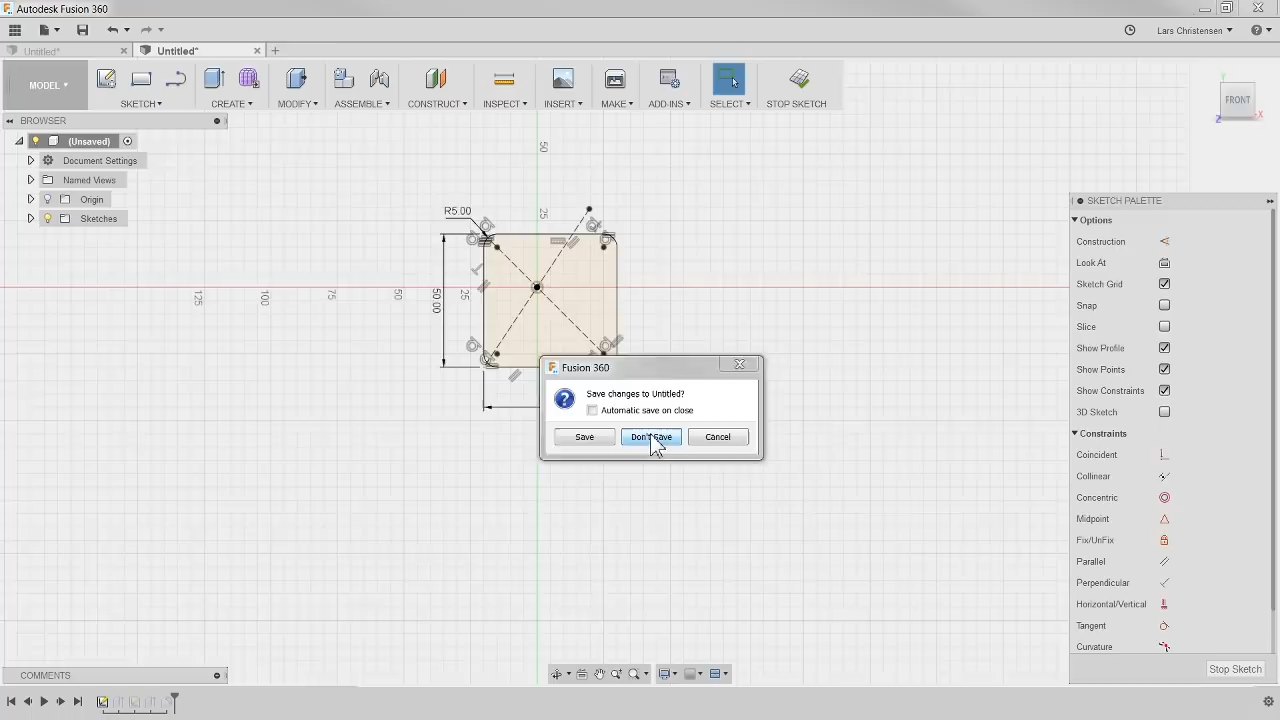 Autodesk Fusion 360
Lars Christensen
Untitled*
Untitled*
MODEL
SKETCH
CREATE
MODIFY
ASSEMBLE
CONSTRUCT
INSPECT
INSERT
MAKE
ADD-INS
SELECT
STOP SKETCH
BROWSER
FRONT
Y
X
Z
(Unsaved)
Document Settings
Named Views
Origin
Sketches
SKETCH PALETTE
Options
Construction
Look At
Sketch Grid
Snap
Slice
Show Profile
Show Points
Show Constraints
3D Sketch
Constraints
Coincident
Collinear
Concentric
Midpoint
Fix/UnFix
Parallel
Perpendicular
Horizontal/Vertical
Tangent
Curvature
Stop Sketch
50
25
R5.00
125
100
75
50
25
50.00
Fusion 360
Save changes to Untitled?
Automatic save on close
Save
Don't Save
Cancel
COMMENTS